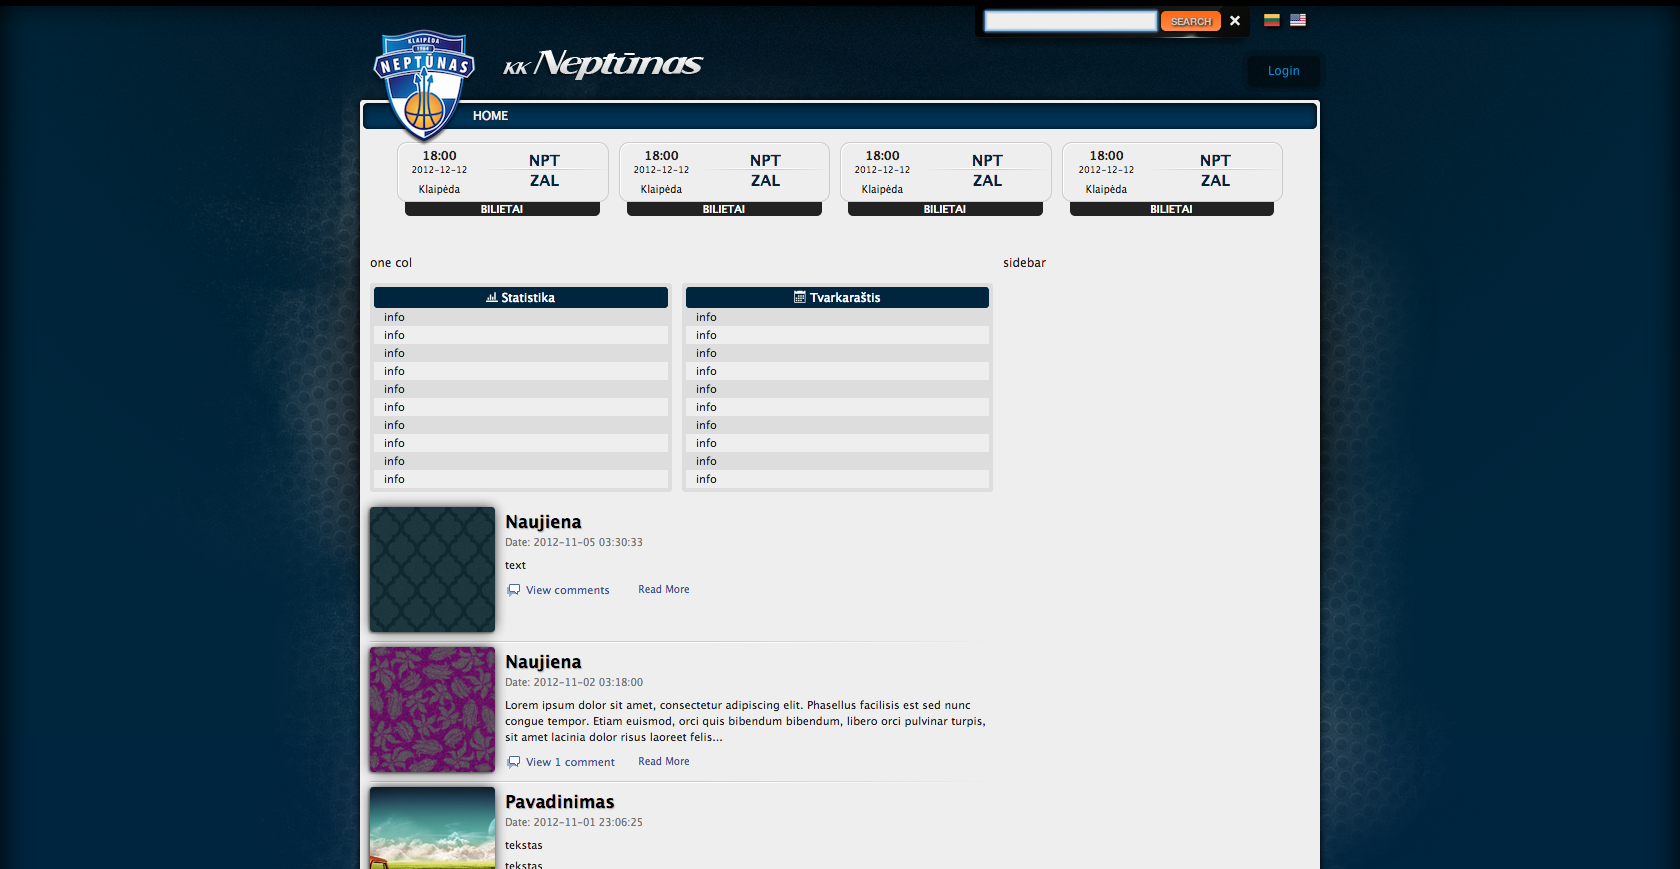 SEARCH
KLAIPĖDA
1964
NEPTŪNAS
KK Neptūnas
Login
HOME
18:00
2012-12-12
Klaipėda
NPT
ZAL
BILIETAI
18:00
2012-12-12
Klaipėda
NPT
ZAL
BILIETAI
18:00
2012-12-12
Klaipėda
NPT
ZAL
BILIETAI
18:00
2012-12-12
Klaipėda
NPT
ZAL
BILIETAI
one col
sidebar
Statistika
info
info
info
info
info
info
info
info
info
info
Tvarkaraštis
info
info
info
info
info
info
info
info
info
info
Naujiena
Date: 2012-11-05 03:30:33
text
View comments
Read More
Naujiena
Date: 2012-11-02 03:18:00
Lorem ipsum dolor sit amet, consectetur adipiscing elit. Phasellus facilisis est sed nunc
congue tempor. Etiam euismod, orci quis bibendum bibendum, libero orci pulvinar turpis,
sit amet lacinia dolor risus laoreet felis...
View 1 comment
Read More
Pavadinimas
Date: 2012-11-01 23:06:25
tekstas
tekstas